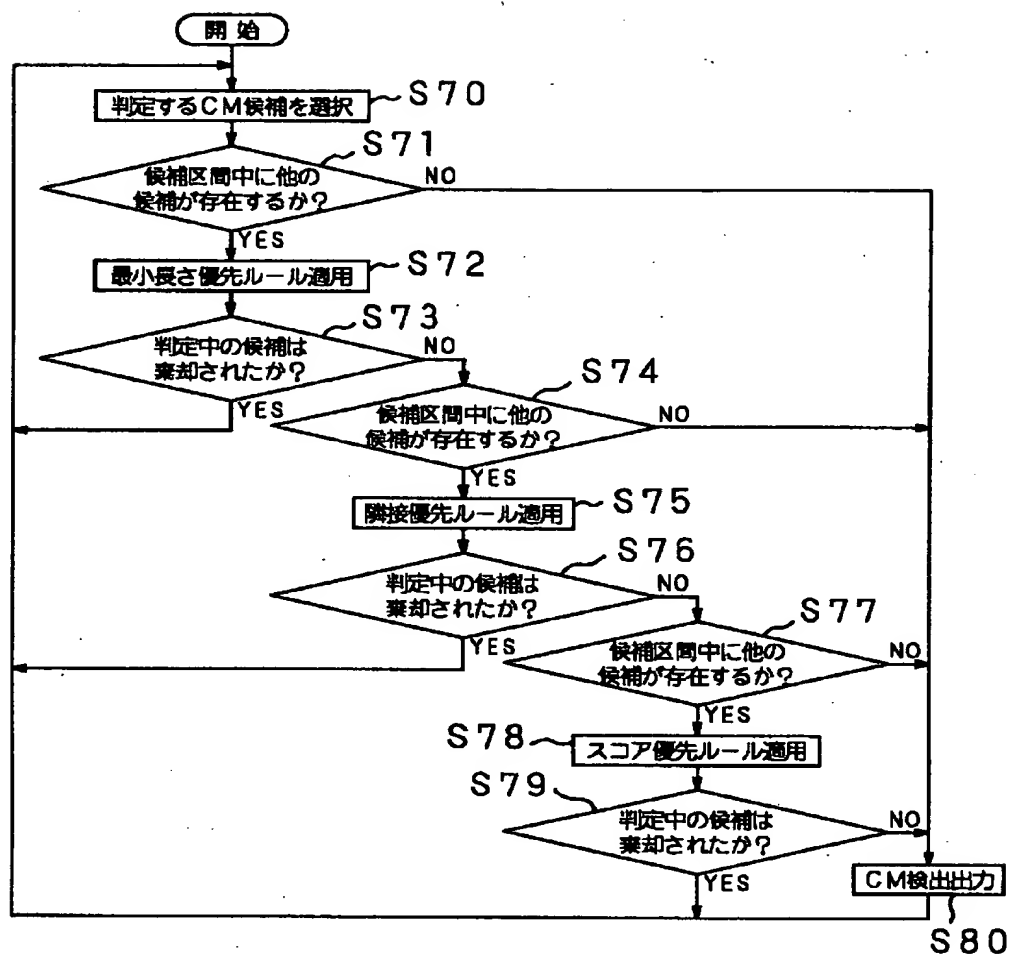 開始
判定するCM候補を選択
S70
S71
候補区間中に他の
候補が存在するか?
NO
YES
最小長さ優先ルール適用
S72
S73
判定中の候補は
棄却されたか?
NO
YES
S74
候補区間中に他の
候補が存在するか?
NO
YES
隣接優先ルール適用
S75
S76
判定中の候補は
棄却されたか?
NO
YES
S77
候補区間中に他の
候補が存在するか?
NO
YES
S78
スコア優先ルール適用
S79
判定中の候補は
棄却されたか?
NO
YES
CM検出出力
S80